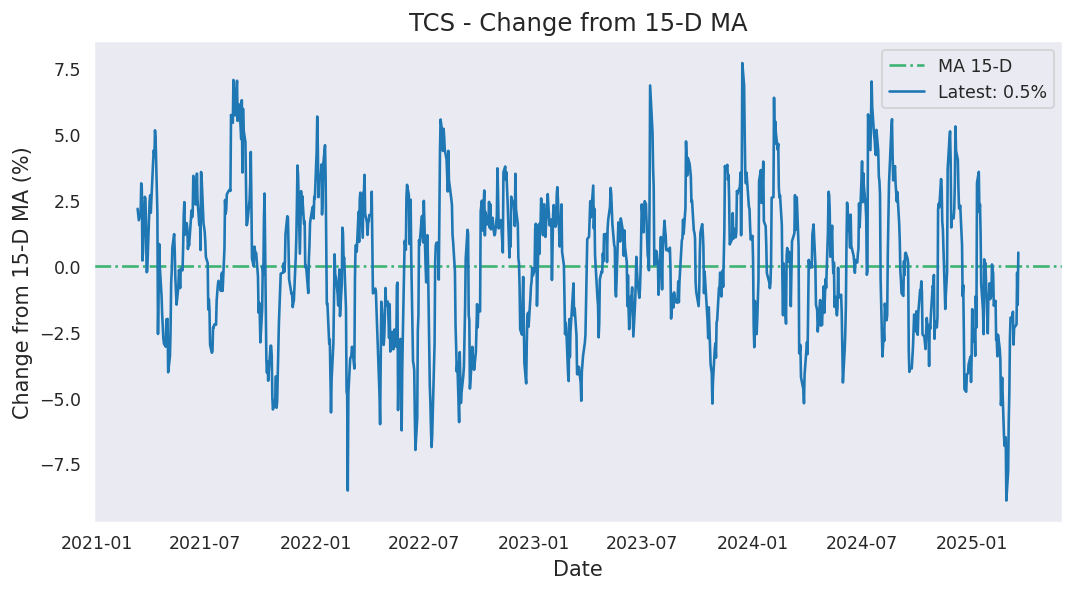 TCS - Change from 15-D MA
MA 15-D
Latest: 0.5%
Change from 15-D MA (%)
7.5
5.0
2.5
0.0
−2.5
−5.0
−7.5
2021-01 2021-07 2022-01 2022-07 2023-01 2023-07 2024-01 2024-07 2025-01
Date